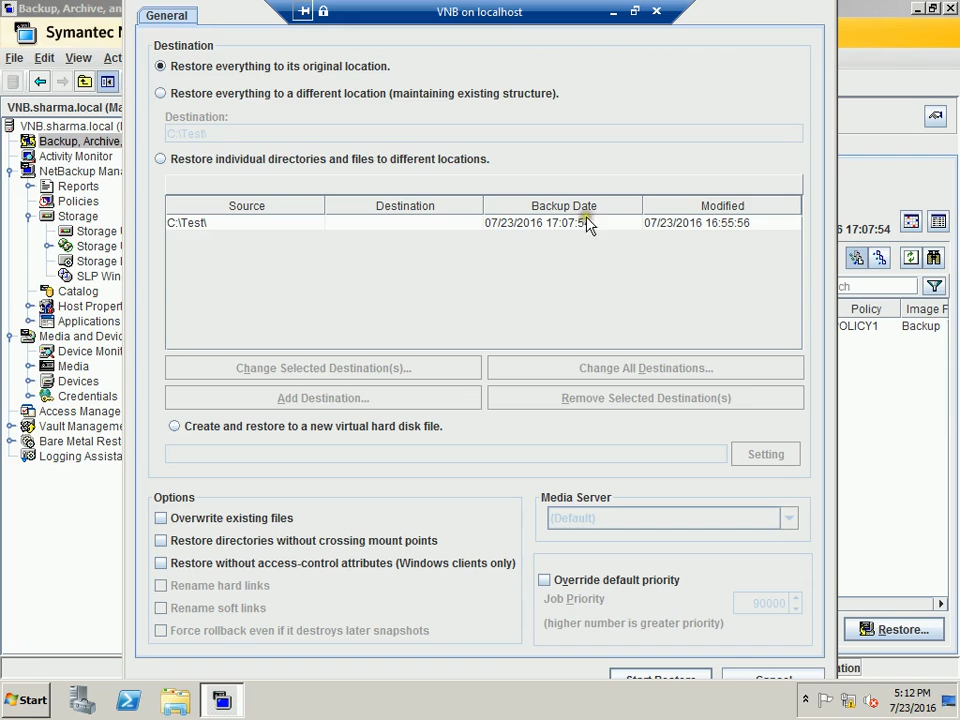 Backup, Archive, an
VNB on localhost
General
Symantec N
File Edit View Act
VNB.sharma.local (Ma
VNB.sharma.local (
Backup, Archive,
Activity Monitor
NetBackup Mana
Reports
Policies
Storage
Storage U
Storage U
Storage L
SLP Win
Catalog
Host Propert
Applications
Media and Devic
Device Monit
Media
Devices
Credentials
Access Manage
Vault Manageme
Bare Metal Rest
Logging Assista
Destination
Restore everything to its original location.
Restore everything to a different location (maintaining existing structure).
Destination:
C:\Test\
Restore individual directories and files to different locations.
Source Destination Backup Date Modified
C:\Test\ 07/23/2016 17:07:54 07/23/2016 16:55:56
Change Selected Destination(s)... Change All Destinations...
Add Destination... Remove Selected Destination(s)
Create and restore to a new virtual hard disk file.
Setting
Options
Overwrite existing files
Restore directories without crossing mount points
Restore without access-control attributes (Windows clients only)
Rename hard links
Rename soft links
Force rollback even if it destroys later snapshots
Media Server
(Default)
Override default priority
Job Priority 90000
(higher number is greater priority)
Start Restore Cancel
6 17:07:54
ch
Policy Image F
OLICY1 Backup
Restore...
tion
Start
5:12 PM
7/23/2016